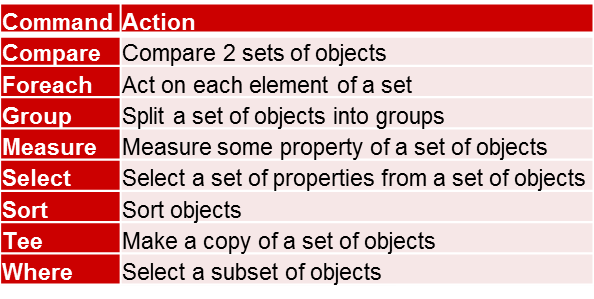 Command Action
Compare Compare 2 sets of objects
Foreach Act on each element of a set
Group Split a set of objects into groups
Measure Measure some property of a set of objects
Select Select a set of properties from a set of objects
Sort Sort objects
Tee Make a copy of a set of objects
Where Select a subset of objects